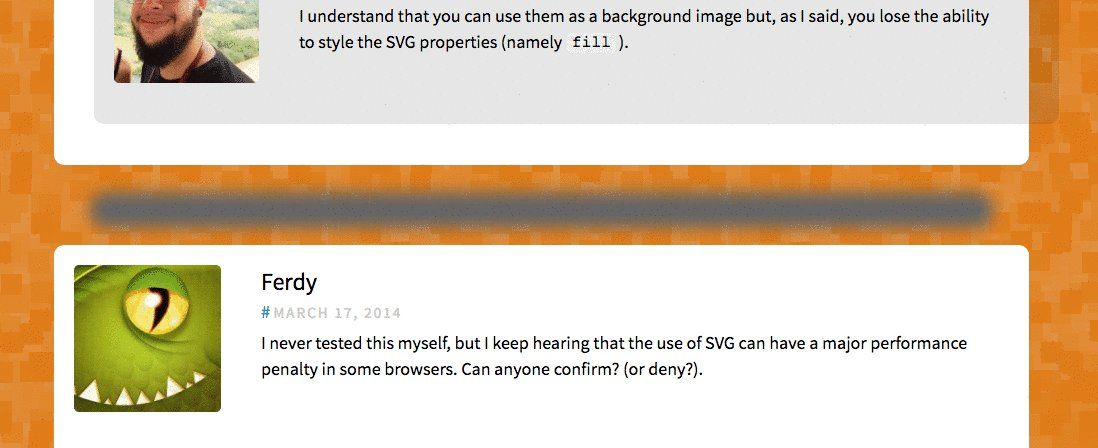 I understand that you can use them as a background image but, as I said, you lose the ability
to style the SVG properties (namely fill ).
Ferdy
# MARCH 17, 2014
I never tested this myself, but I keep hearing that the use of SVG can have a major performance
penalty in some browsers. Can anyone confirm? (or deny?).